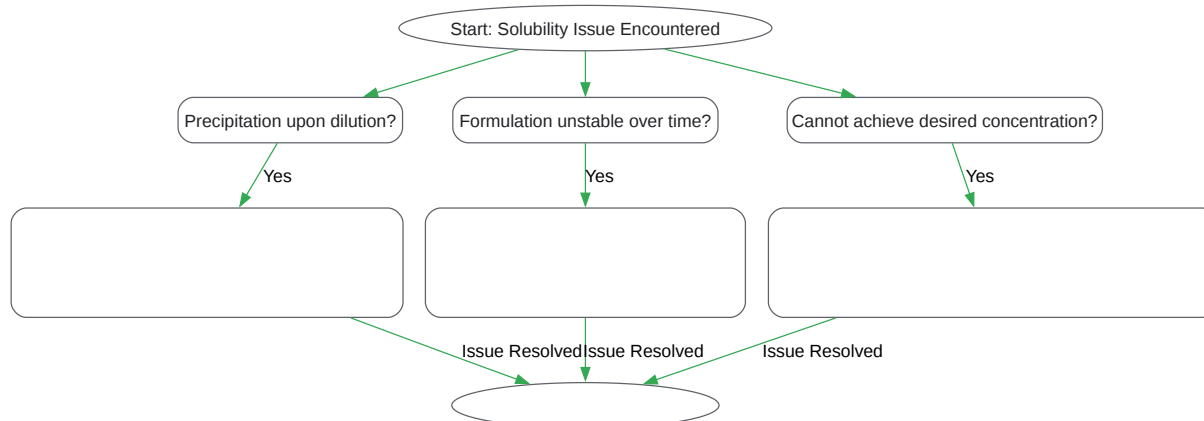 Start: Solubility Issue Encountered
Precipitation upon dilution?
Formulation unstable over time?
Cannot achieve desired concentration?
Yes
Yes
Yes
Issue Resolved
Issue Resolved
Issue Resolved